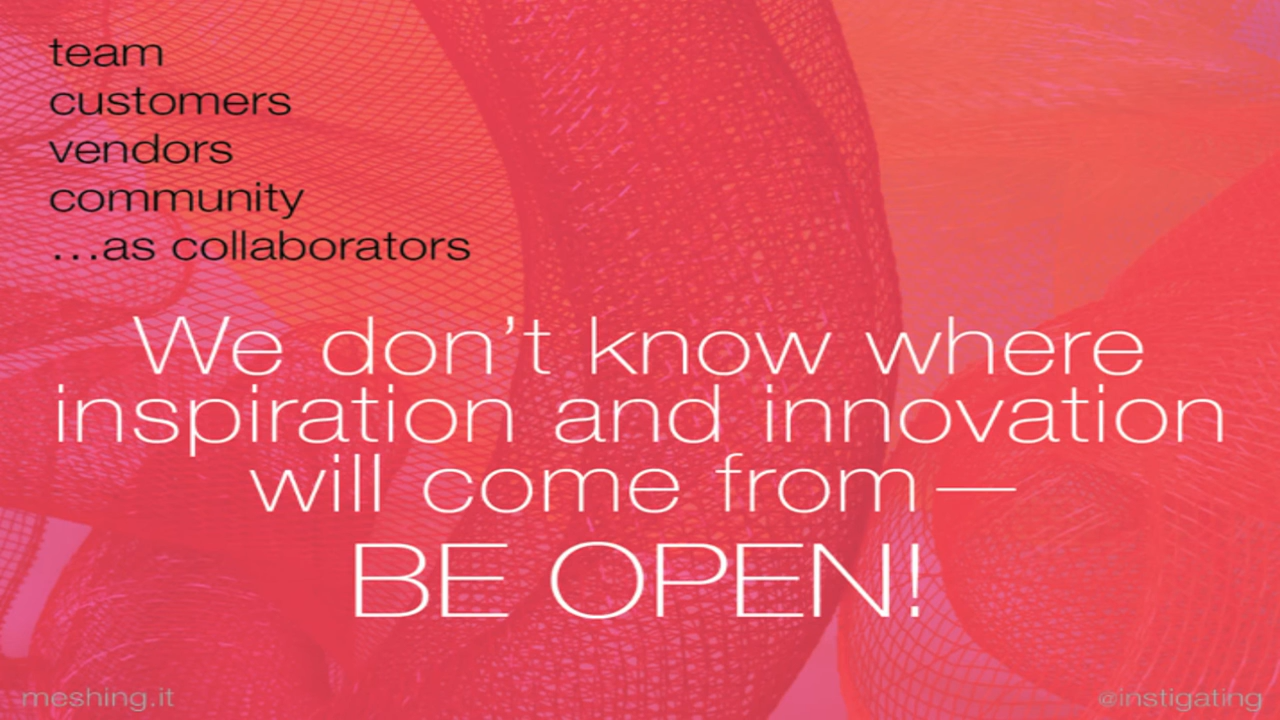 team
customers
vendors
community
...as collaborators
We don’t know where
inspiration and innovation
will come from—
BE OPEN!
meshing.it
@instigating